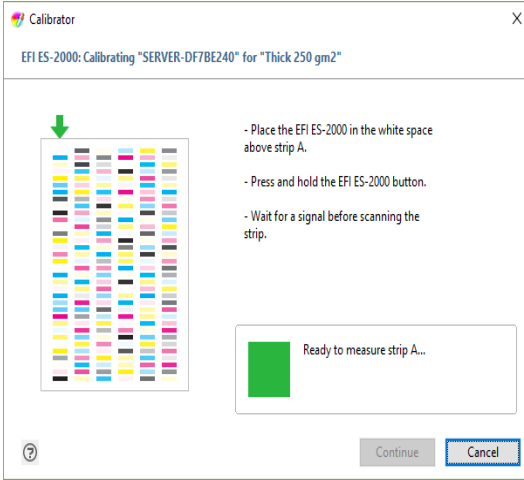 Calibrator
X
EFI ES-2000: Calibrating "SERVER-DF7BE240" for "Thick 250 gm2"
- Place the EFI ES-2000 in the white space
above strip A.
- Press and hold the EFI ES-2000 button.
- Wait for a signal before scanning the
strip.
Ready to measure strip A...
?
Continue
Cancel